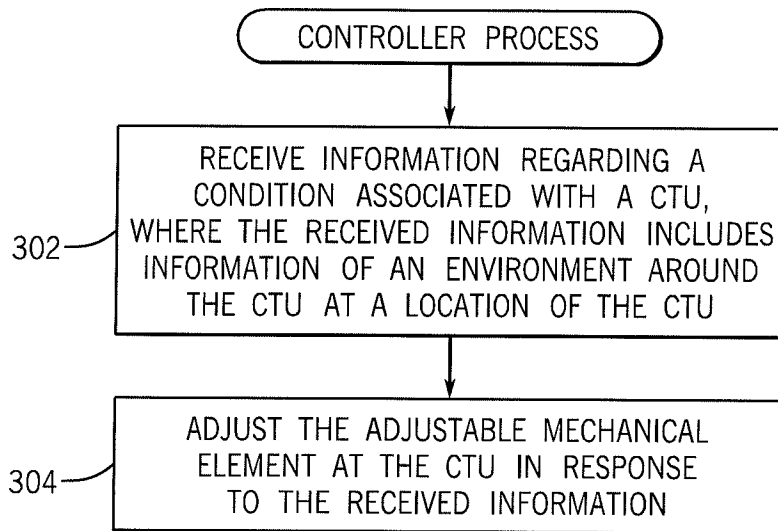 CONTROLLER PROCESS
RECEIVE INFORMATION REGARDING A
CONDITION ASSOCIATED WITH A CTU,
WHERE THE RECEIVED INFORMATION INCLUDES
INFORMATION OF AN ENVIRONMENT AROUND
THE CTU AT A LOCATION OF THE CTU
302
ADJUST THE ADJUSTABLE MECHANICAL
ELEMENT AT THE CTU IN RESPONSE
TO THE RECEIVED INFORMATION
304